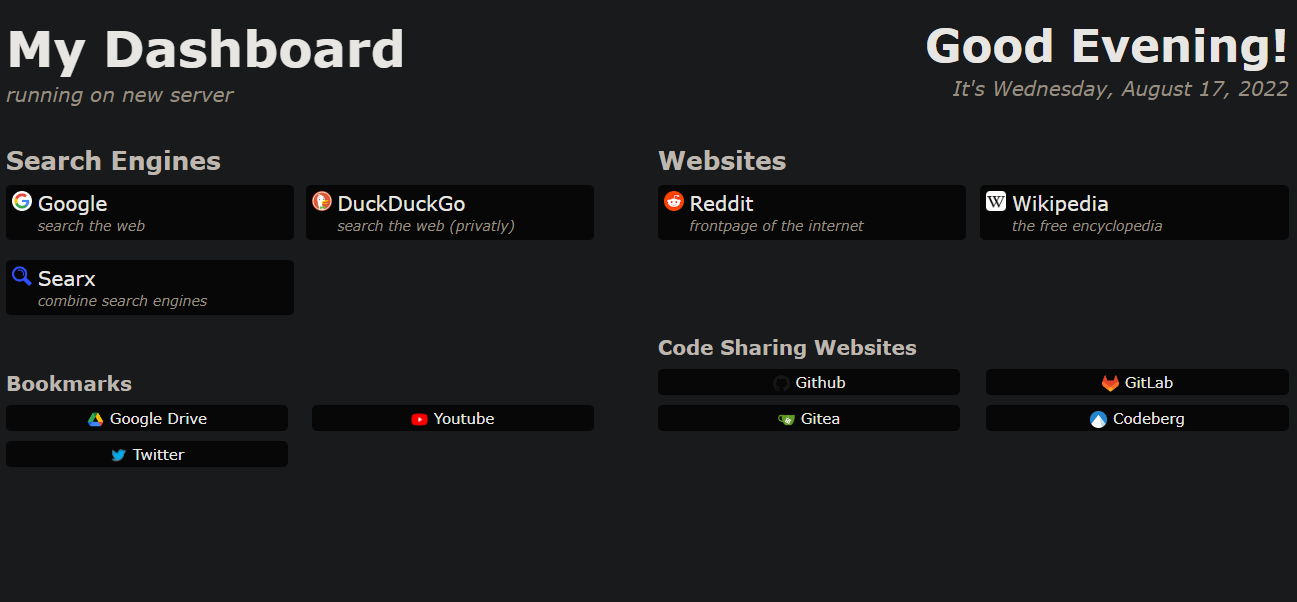 My Dashboard
running on new server
Good Evening!
It's Wednesday, August 17, 2022
Search Engines
Google
search the web
DuckDuckGo
search the web (privatly)
Searx
combine search engines
Bookmarks
Google Drive
Youtube
Twitter
Websites
Reddit
frontpage of the internet
W Wikipedia
the free encyclopedia
Code Sharing Websites
Github
GitLab
Gitea
Codeberg